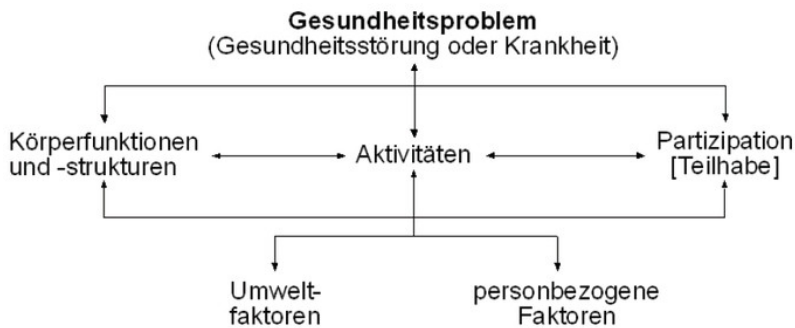 Gesundheitsproblem
(Gesundheitsstörung oder Krankheit)
Körperfunktionen
und -strukturen
Aktivitäten
Partizipation
[Teilhabe]
Umwelt-
faktoren
personbezogene
Faktoren